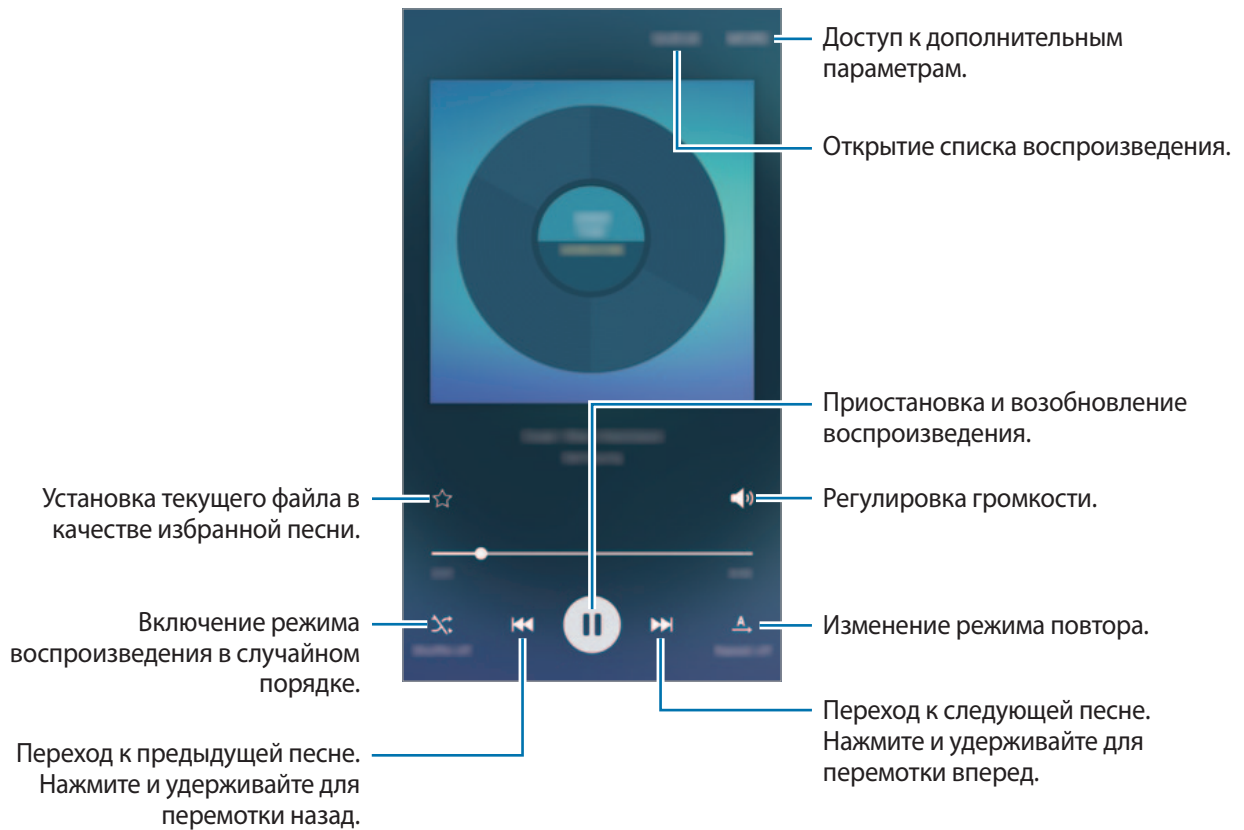 Доступ к дополнительным
параметрам.
Открытие списка воспроизведения.
Приостановка и возобновление
воспроизведения.
Установка текущего файла в
качестве избранной песни.
Регулировка громкости.
Включение режима
воспроизведения в случайном
порядке.
A
Изменение режима повтора.
Переход к предыдущей песне.
Нажмите и удерживайте для
перемотки назад.
Переход к следующей песне.
Нажмите и удерживайте для
перемотки вперед.